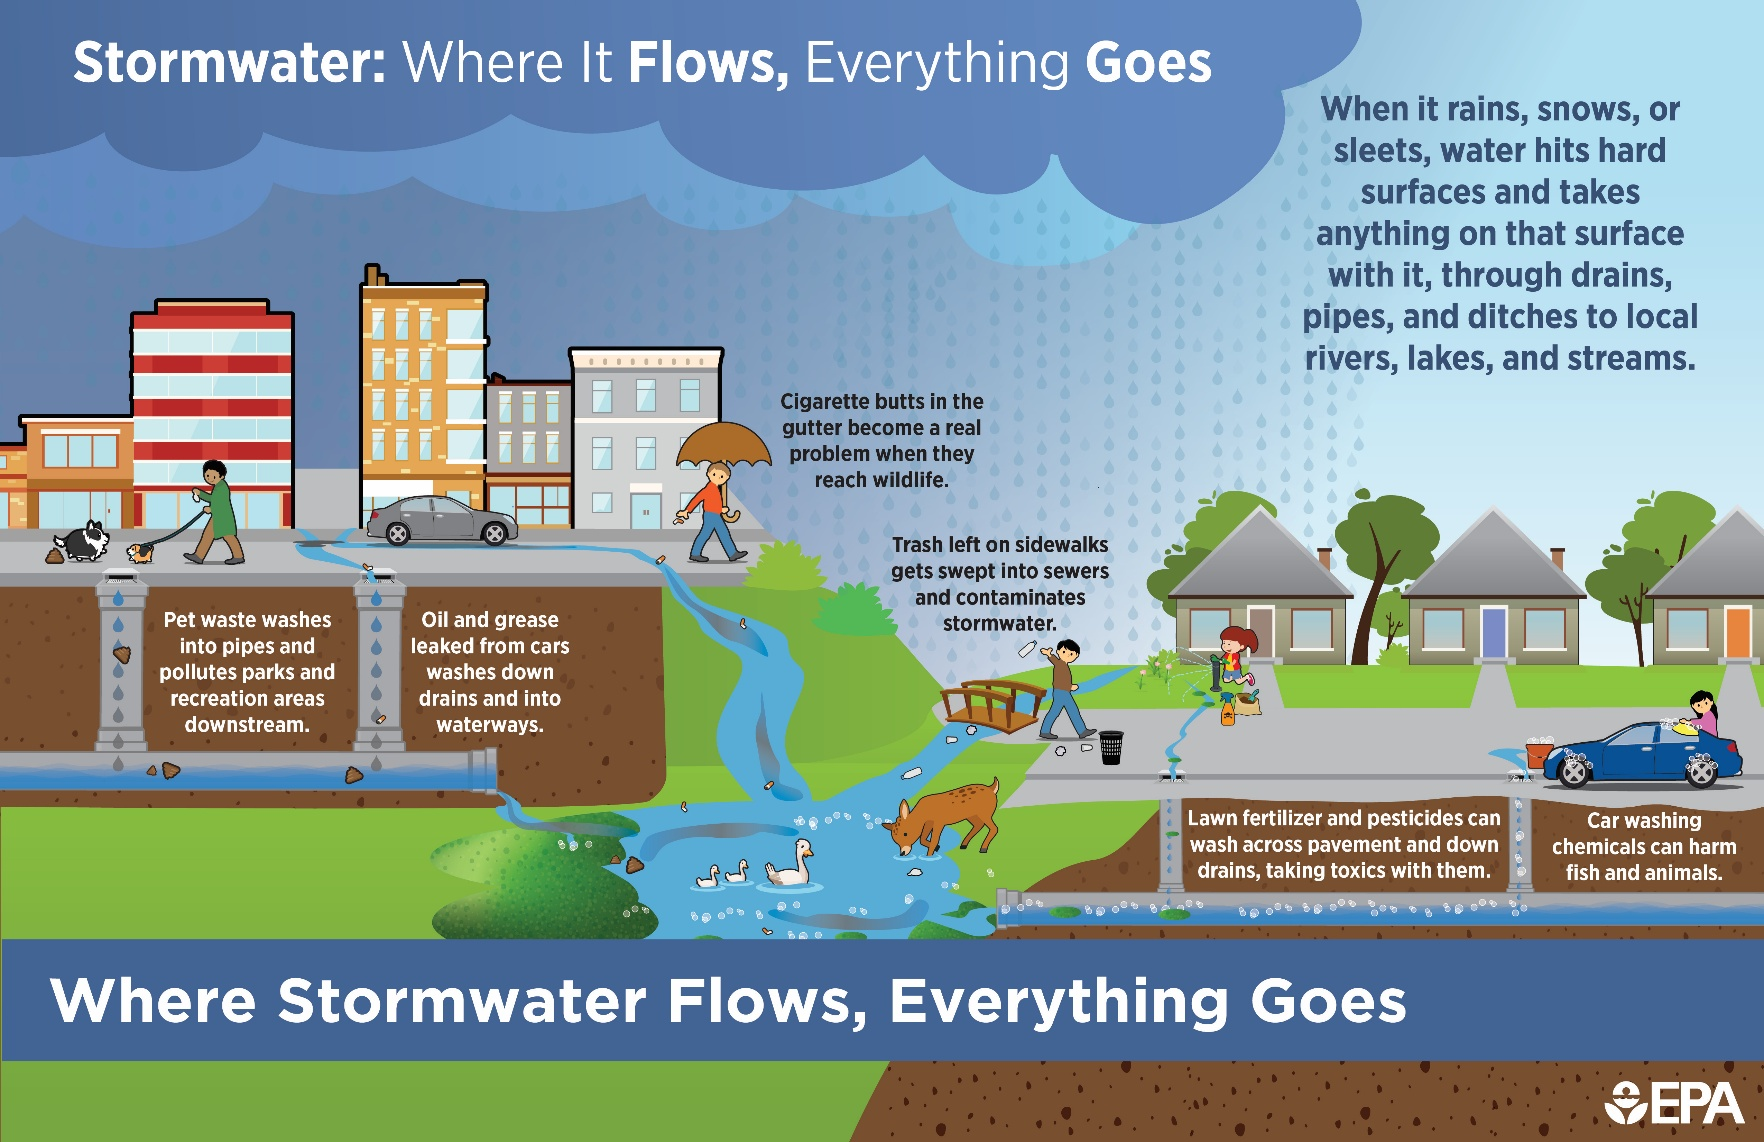 Stormwater: Where It Flows, Everything Goes
When it rains, snows, or
sleets, water hits hard
surfaces and takes
anything on that surface
with it, through drains,
pipes, and ditches to local
rivers, lakes, and streams.
Cigarette butts in the
gutter become a real
problem when they
reach wildlife.
Trash left on sidewalks
gets swept into sewers
and contaminates
stormwater.
Pet waste washes
into pipes and
pollutes parks and
recreation areas
downstream.
Oil and grease
leaked from cars
washes down
drains and into
waterways.
Lawn fertilizer and pesticides can
wash across pavement and down
drains, taking toxics with them.
Car washing
chemicals can harm
fish and animals.
Where Stormwater Flows, Everything Goes
EPA